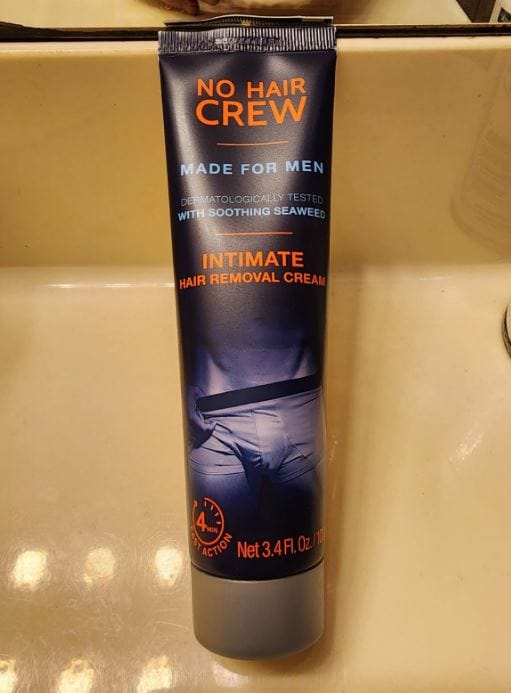 NO HAIR
CREW
MADE FOR MEN
DERMATOLOGICALLY TESTED
WITH SOOTHING SEAWEED
INTIMATE
HAIR REMOVAL CREAM
4 MIN
ACTION
Net 3.4 Fl. Oz. /